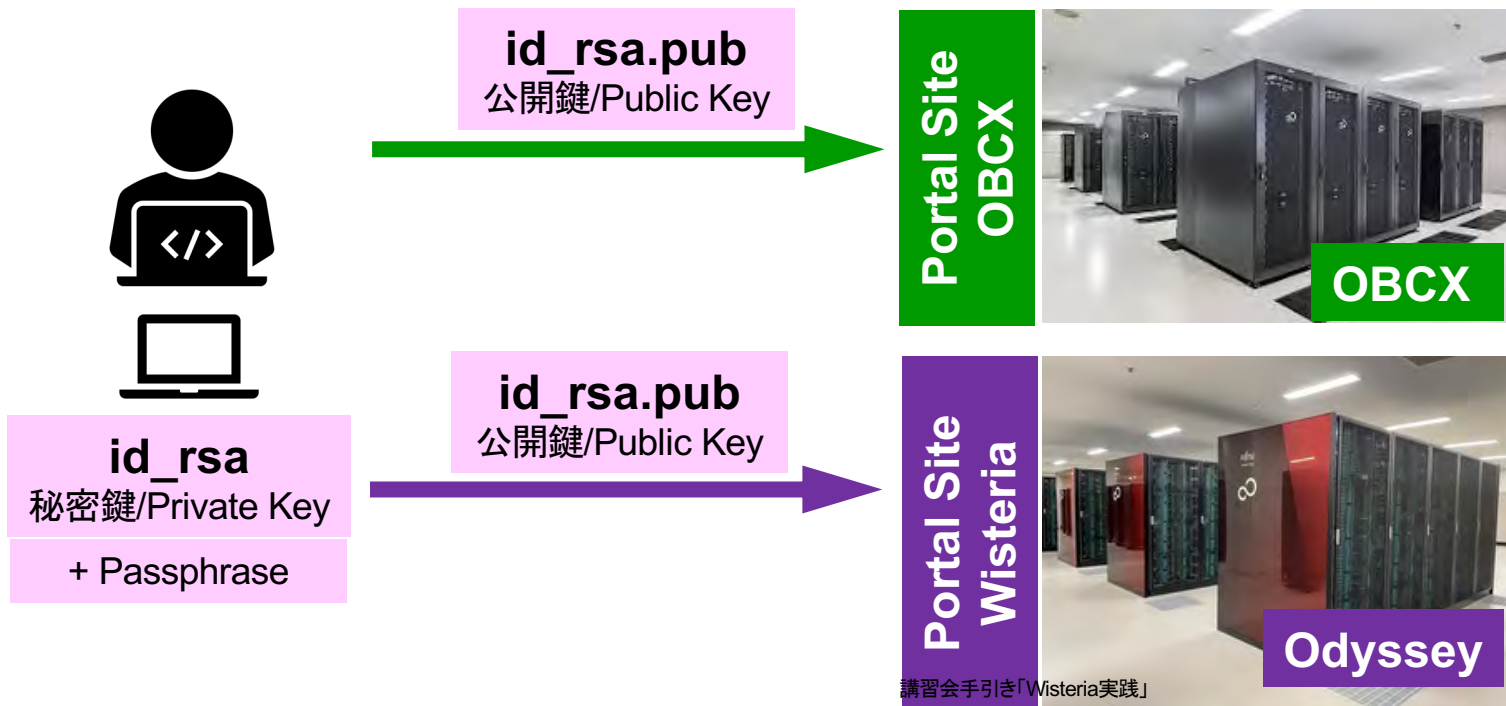 id_rsa.pub
公開鍵/Public Key
Portal Site
OBCX
OBCX
</>
id_rsa.pub
公開鍵/Public Key
id_rsa
秘密鍵/Private Key
+ Passphrase
Portal Site
Wisteria
Odyssey
講習会手引き「Wisteria実践」